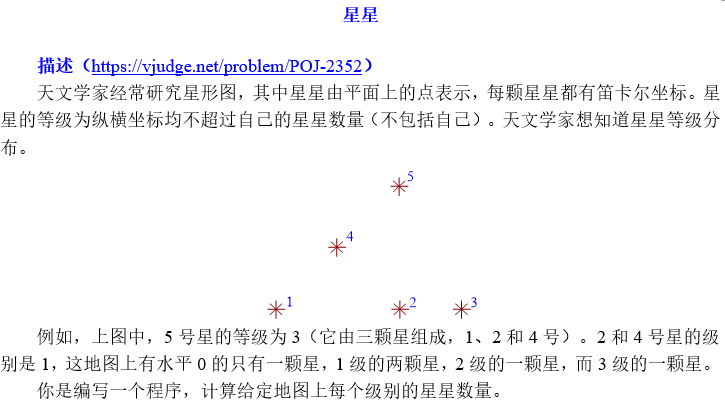 星星
描述（https://vjudge.net/problem/POJ-2352）
天文学家经常研究星形图，其中星星由平面上的点表示，每颗星星都有笛卡尔坐标。星
星的等级为纵横坐标均不超过自己的星星数量（不包括自己）。天文学家想知道星星等级分
布。
5
4
1 2 3
例如，上图中，5 号星的等级为 3（它由三颗星组成，1、2 和 4 号）。2 和 4 号星的级
别是 1，这地图上有水平 0 的只有一颗星，1 级的两颗星，2 级的一颗星，而 3 级的一颗星。
你是编写一个程序，计算给定地图上每个级别的星星数量。